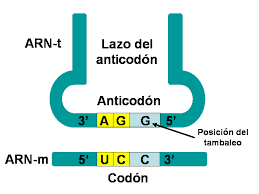 ARN-t
Lazo del
anticodón
Anticodón
3' A G G 5'
Posición del
tambaleo
ARN-m 5' U C C 3'
Codón